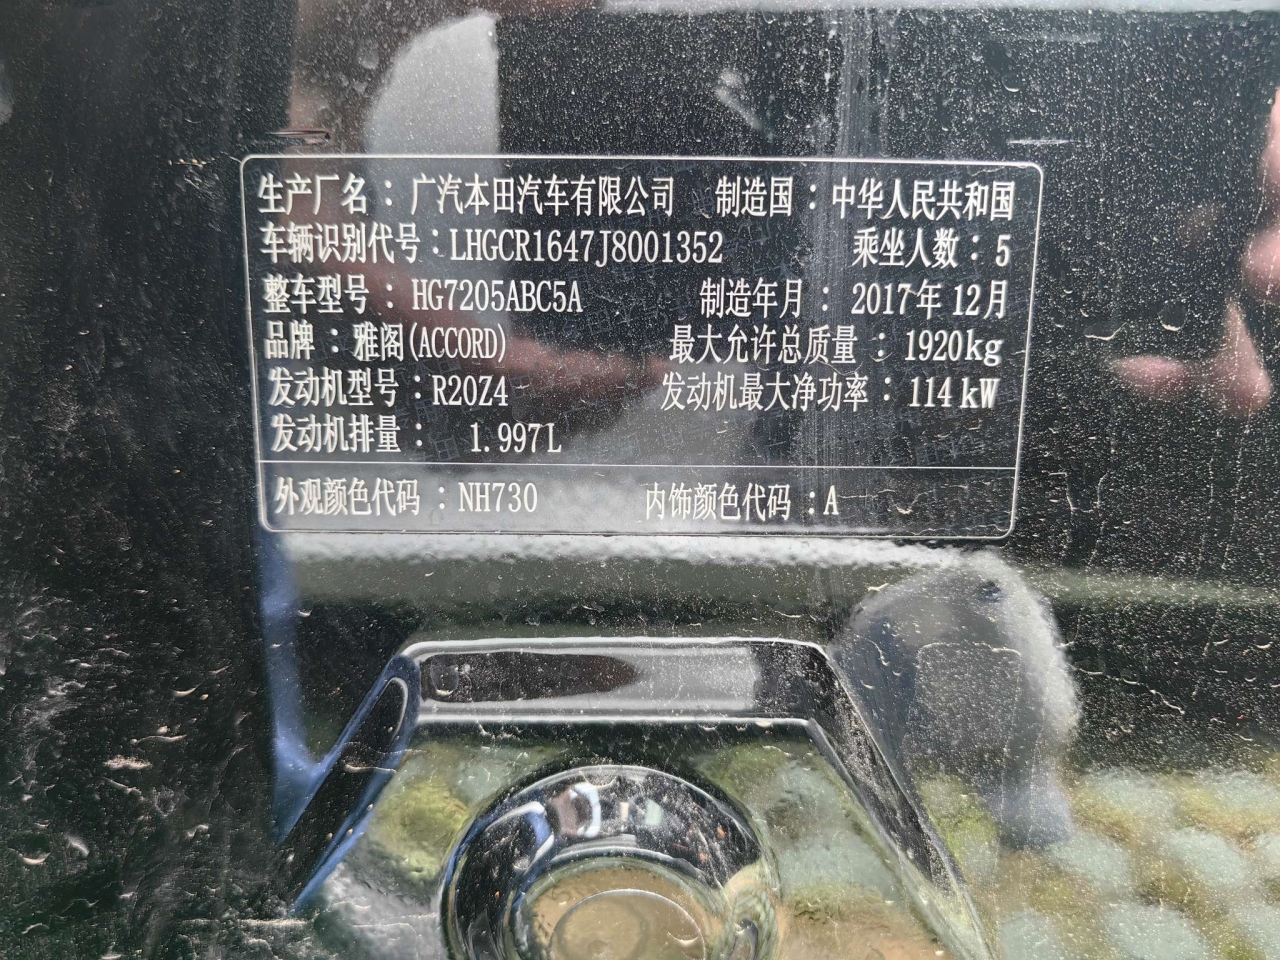 生产厂名：广汽本田汽车有限公司 制造国：中华人民共和国
车辆识别代号：LHGCR1647J8001352 乘坐人数：5
整车型号：HG7205ABC5A 制造年月：2017年12月
品牌：雅阁(ACCORD) 最大允许总质量：1920kg
发动机型号：R20Z4 发动机最大净功率：114kW
发动机排量：1.997L
外观颜色代码：NH730 内饰颜色代码：A